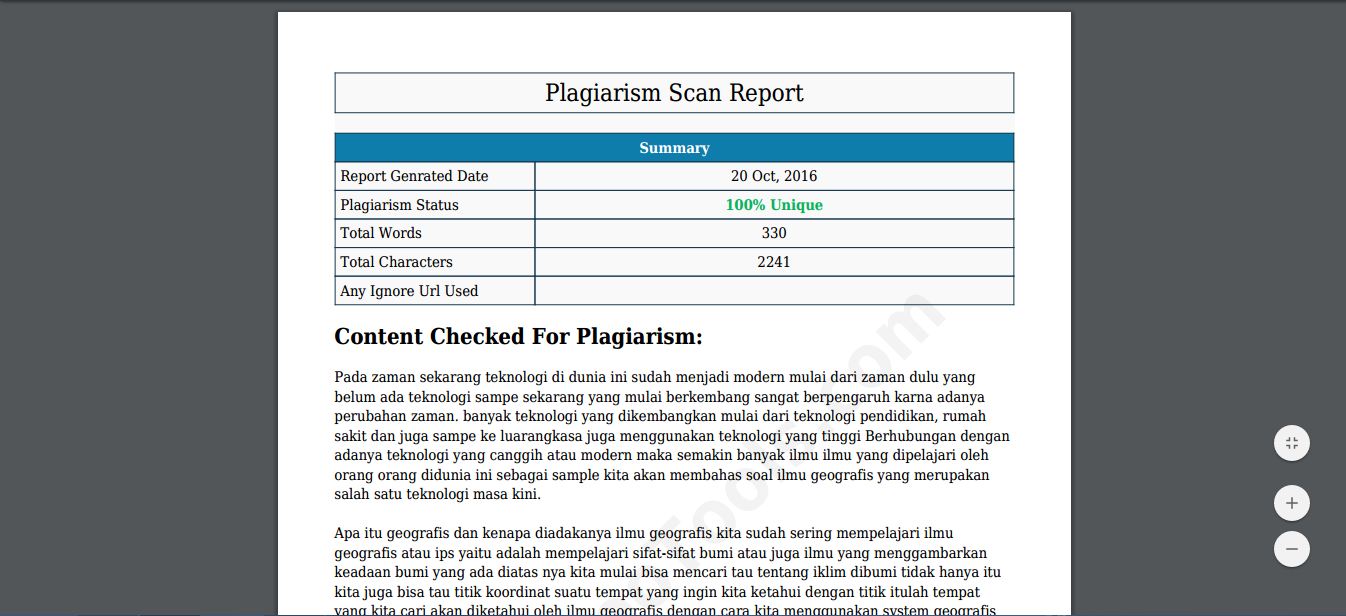 Plagiarism Scan Report
Summary
Report Genrated Date 20 Oct, 2016
Plagiarism Status 100% Unique
Total Words 330
Total Characters 2241
Any Ignore Url Used
Content Checked For Plagiarism:
Pada zaman sekarang teknologi di dunia ini sudah menjadi modern mulai dari zaman dulu yang
belum ada teknologi sampe sekarang yang mulai berkembang sangat berpengaruh karna adanya
perubahan zaman. banyak teknologi yang dikembangkan mulai dari teknologi pendidikan, rumah
sakit dan juga sampe ke luarangkasa juga menggunakan teknologi yang tinggi Berhubungan dengan
adanya teknologi yang canggih atau modern maka semakin banyak ilmu ilmu yang dipelajari oleh
orang orang didunia ini sebagai sample kita akan membahas soal ilmu geografis yang merupakan
salah satu teknologi masa kini.
Apa itu geografis dan kenapa diadakanya ilmu geografis kita sudah sering mempelajari ilmu
geografis atau ips yaitu adalah mempelajari sifat-sifat bumi atau juga ilmu yang menggambarkan
keadaan bumi yang ada diatas nya kita mulai bisa mencari tau tentang iklim dibumi tidak hanya itu
kita juga bisa tau titik koordinat suatu tempat yang ingin kita ketahui dengan titik itulah tempat
yang kita cari akan diketahui oleh ilmu geografis dengan cara kita menggunakan system geografis